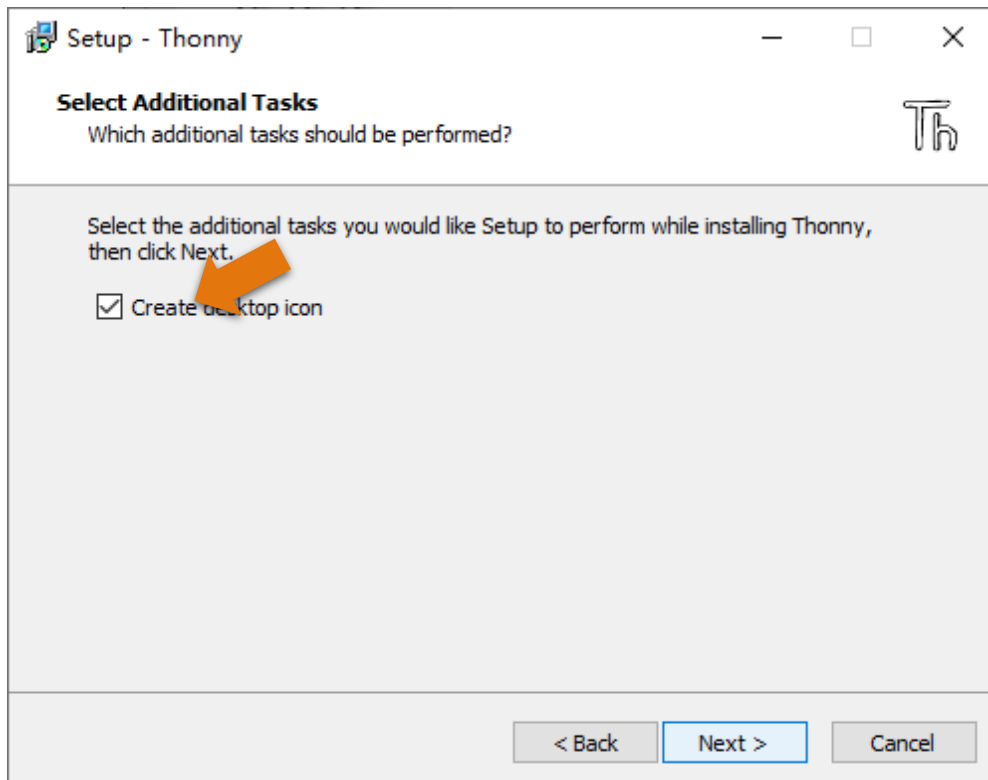 Setup - Thonny
Select Additional Tasks
Which additional tasks should be performed?
Th
Select the additional tasks you would like Setup to perform while installing Thonny,
then click Next.
Create desktop icon
< Back
Next >
Cancel